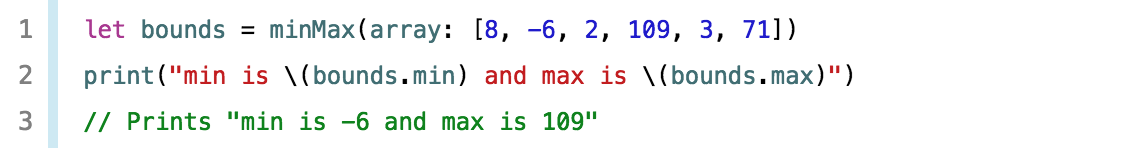 1 let bounds = minMax(array: [8, -6, 2, 109, 3, 71])
2 print("min is \(bounds.min) and max is \(bounds.max)")
3 // Prints "min is -6 and max is 109"